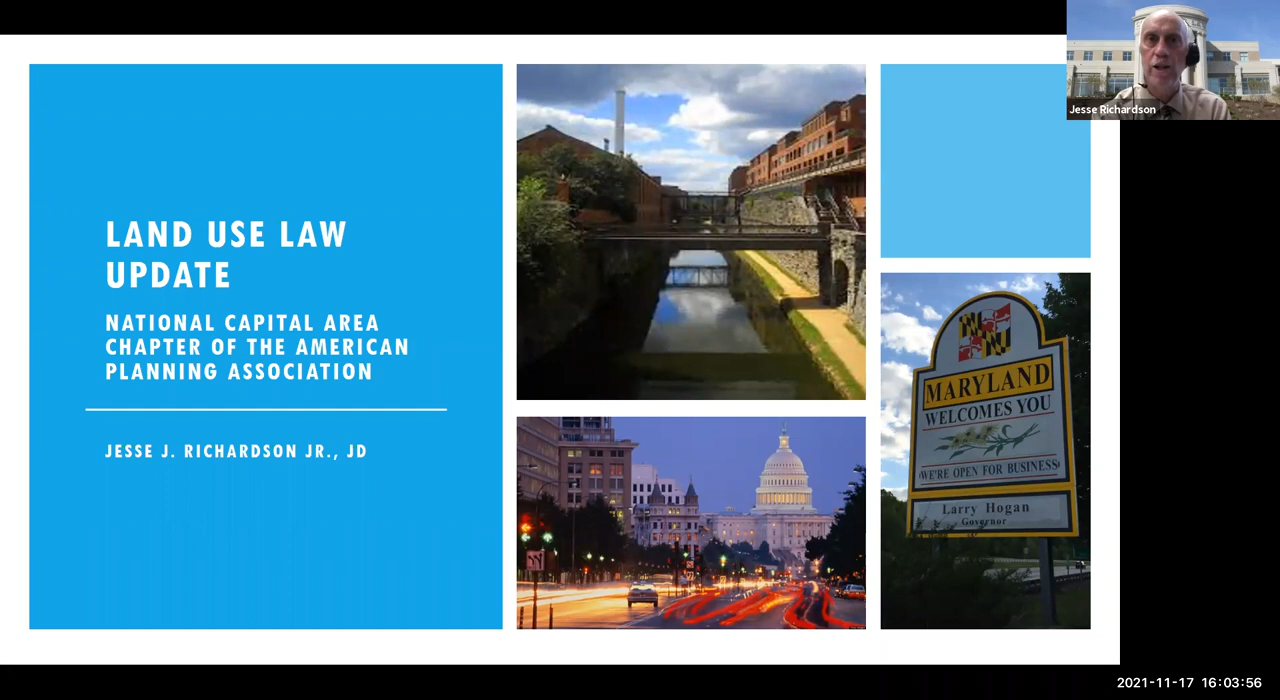 LAND USE LAW
UPDATE
NATIONAL CAPITAL AREA
CHAPTER OF THE AMERICAN
PLANNING ASSOCIATION
JESSE J. RICHARDSON JR., JD
MARYLAND
WELCOMES YOU
WE'RE OPEN FOR BUSINESS
Larry Hogan
Governor
Jesse Richardson
2021-11-17 16:03:56